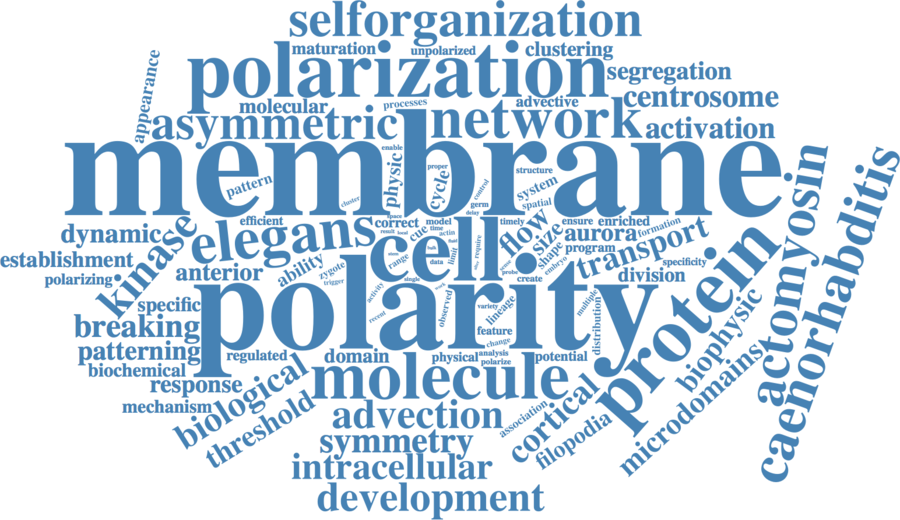 selforganization
maturation
unpolarized
clustering
polarization
segregation
appearance
molecular
processes
advective
centrosome
asymmetric
network
activation
membrane
enable
physic
proper
cycle
structure
system
control
pattern
cluster
germ
spatial
delay
space
efficient
correct
model
timely
ensure
enriched
formation
dynamic
kinase
elegans
result
cue
time
actin
flow
size
aurora
transport
actomyosin
caenorhabditis
establishment
cell
range
bulk
fluid
data
limit
require
shape
program
embryo
specificity
polarizing
anterior
ability
zygote
trigger
single
probe
create
division
protein
specific
polarity
activity
recent
observed
work
variety
lineage
multiple
distribution
biophysic
breaking
feature
change
patterning
regulated
domain
physical
analysis
polarize
potential
biochemical
response
biological
molecule
microdomains
mechanism
threshold
advection
association
cortical
filopodia
symmetry
intracellular
development